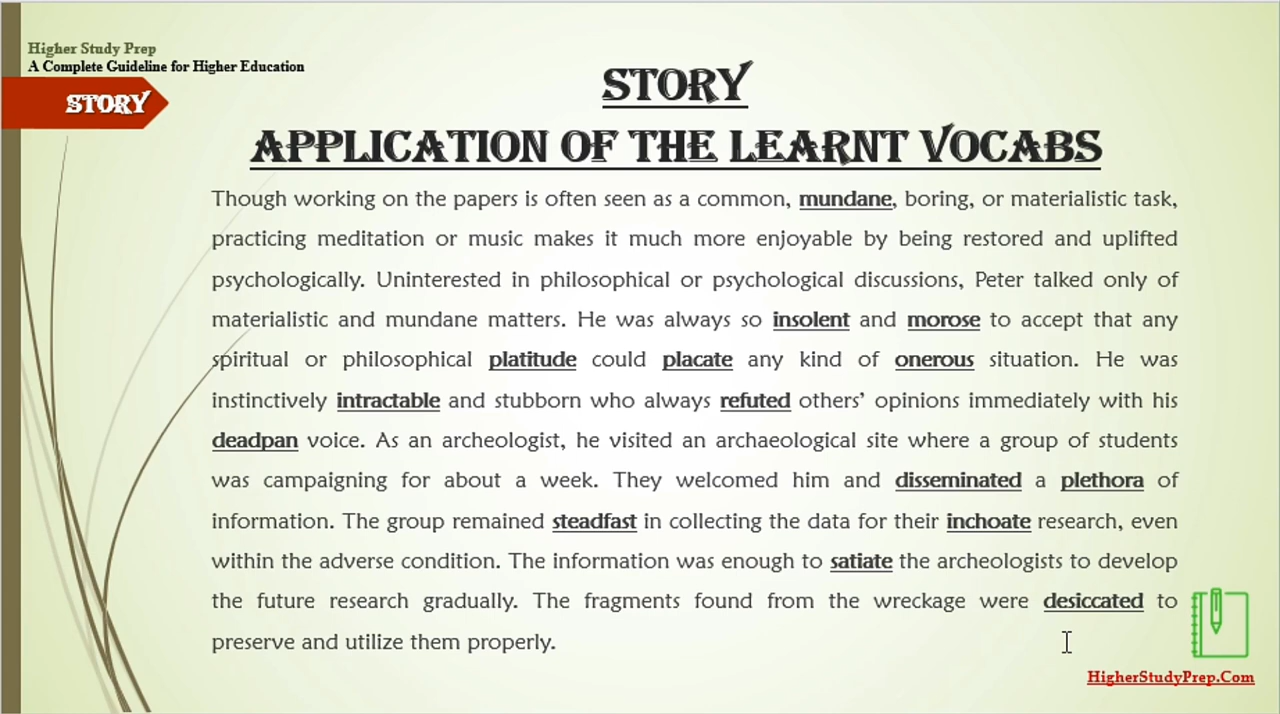 Higher Study Prep
A Complete Guideline for Higher Education
STORY
STORY
APPLICATION OF THE LEARNT VOCABS
Though working on the papers is often seen as a common, mundane, boring, or materialistic task,
practicing meditation or music makes it much more enjoyable by being restored and uplifted
psychologically. Uninterested in philosophical or psychological discussions, Peter talked only of
materialistic and mundane matters. He was always so insolent and morose to accept that any
spiritual or philosophical platitude could placate any kind of onerous situation. He was
instinctively intractable and stubborn who always refuted others’ opinions immediately with his
deadpan voice. As an archeologist, he visited an archaeological site where a group of students
was campaigning for about a week. They welcomed him and disseminated a plethora of
information. The group remained steadfast in collecting the data for their inchoate research, even
within the adverse condition. The information was enough to satiate the archeologists to develop
the future research gradually. The fragments found from the wreckage were desiccated to
preserve and utilize them properly.
HigherStudyPrep.Com